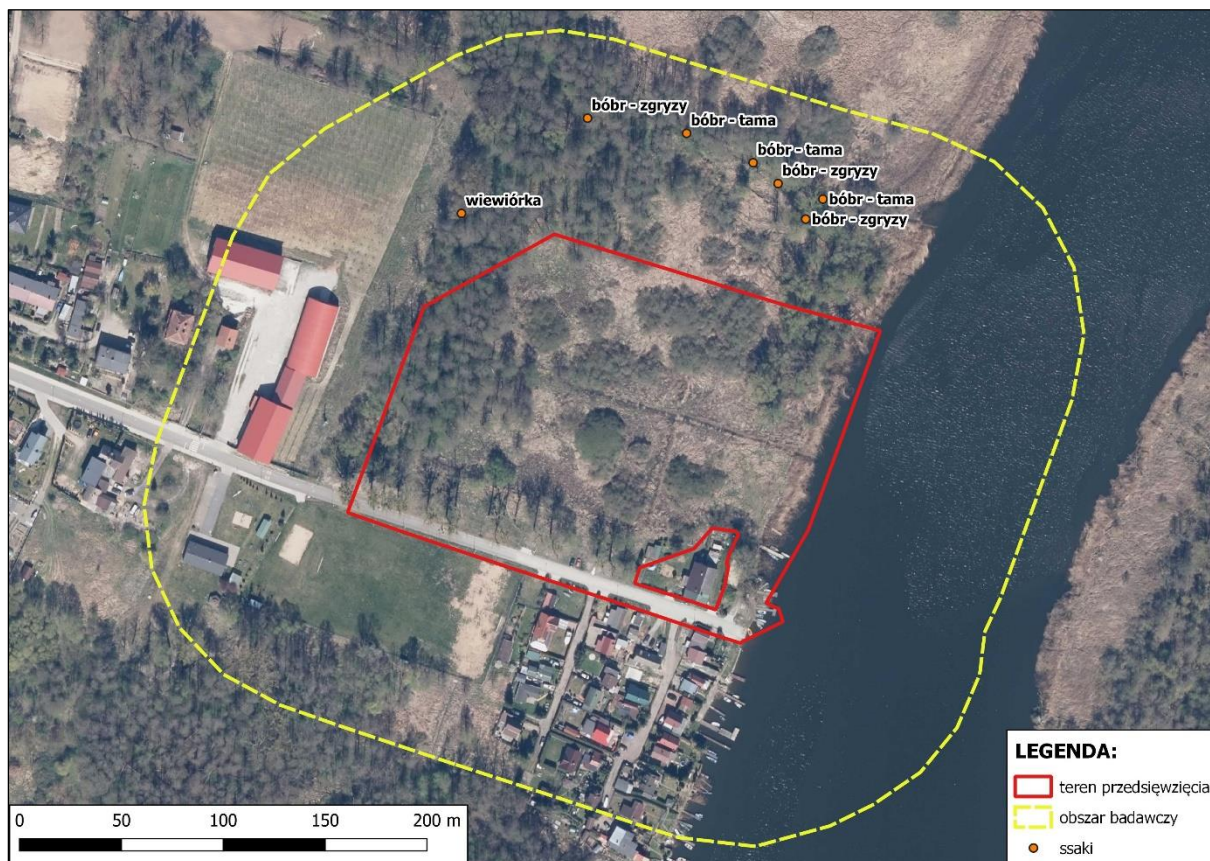 bóbr - zgryzy
bóbr - tama
bóbr - tama
bóbr - zgryzy
bóbr - tama
bóbr - zgryzy
wiewiórka
LEGENDA:
teren przedsięwzięcia
obszar badawczy
ssaki
0 50 100 150 200 m